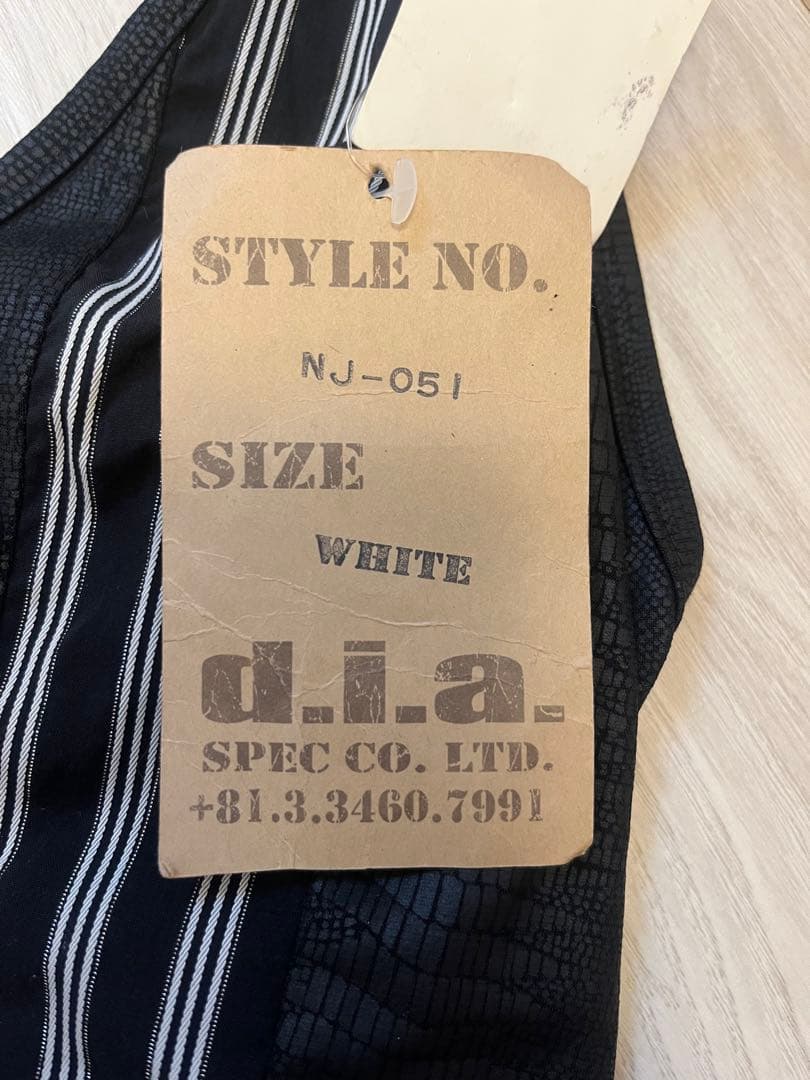 STYLE NO.
NJ-051
SIZE
WHITE
d.i.a.
SPEC CO. LTD.
+81.3.3460.7991